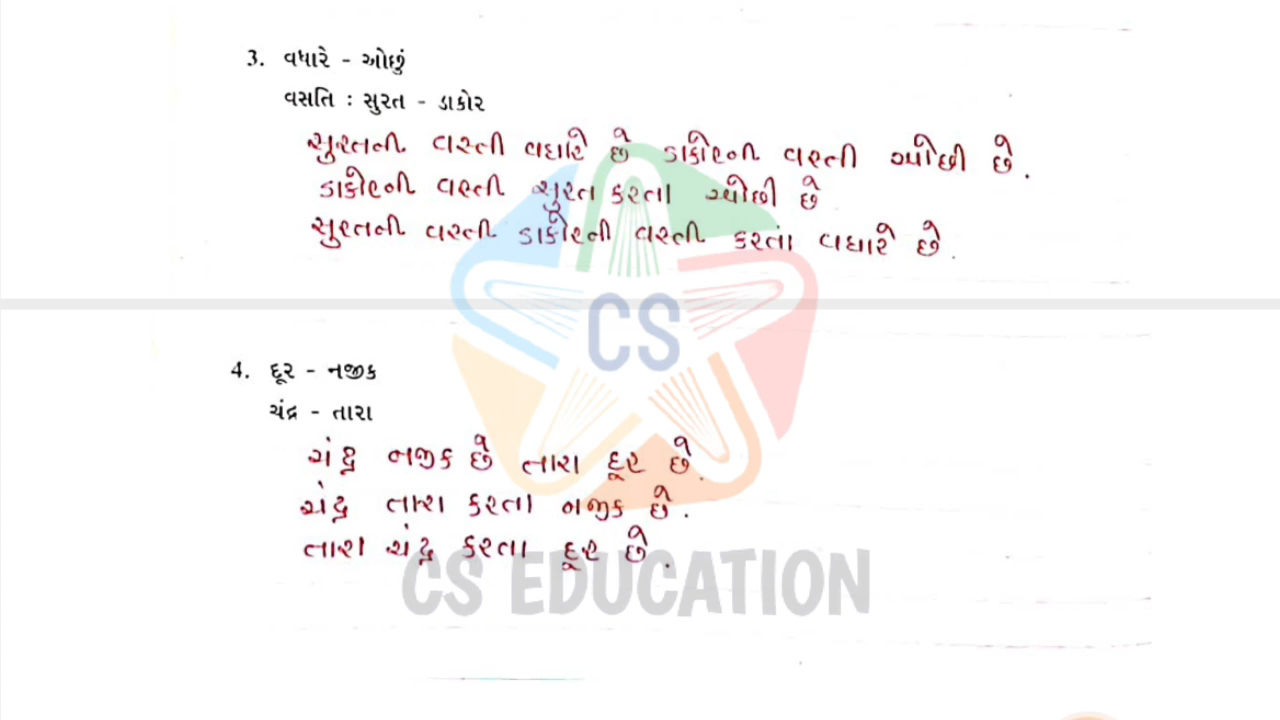 3. વધારે - ઓછું
વસતિ : સુરત - ડાકોર
સુરતની વસ્તી વધારે છે ડાકોરની વસ્તી ઓછી છે.
ડાકોરની વસ્તી સુરત કરતા ઓછી છે
સુરતની વસ્તી ડાકોરની વસ્તી કરતાં વધારે છે.
CS
4. દૂર - નજીક
ચંદ્ર - તારા
ચંદ્ર નજીક છે તારા દૂર છે.
ચંદ્ર તારા કરતા નજીક છે.
તારા ચંદ્ર કરતા દૂર છે.
CS EDUCATION